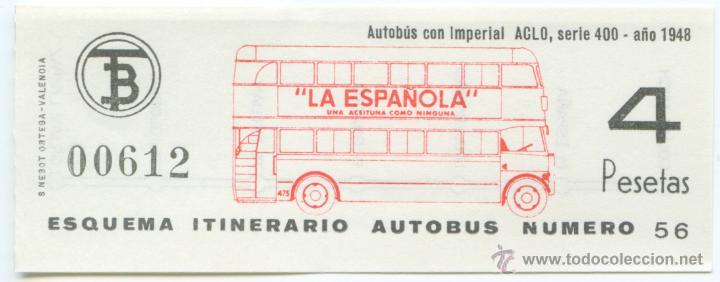 Autobús con Imperial ACLO, serie 400 - año 1948
TB
S.NEBOT ORTEGA-VALENCIA
"LA ESPAÑOLA"
UNA ACEITUNA COMO NINGUNA
4
Pesetas
00612
475
ESQUEMA ITINERARIO AUTOBUS NUMERO 56
todocoleccion.net